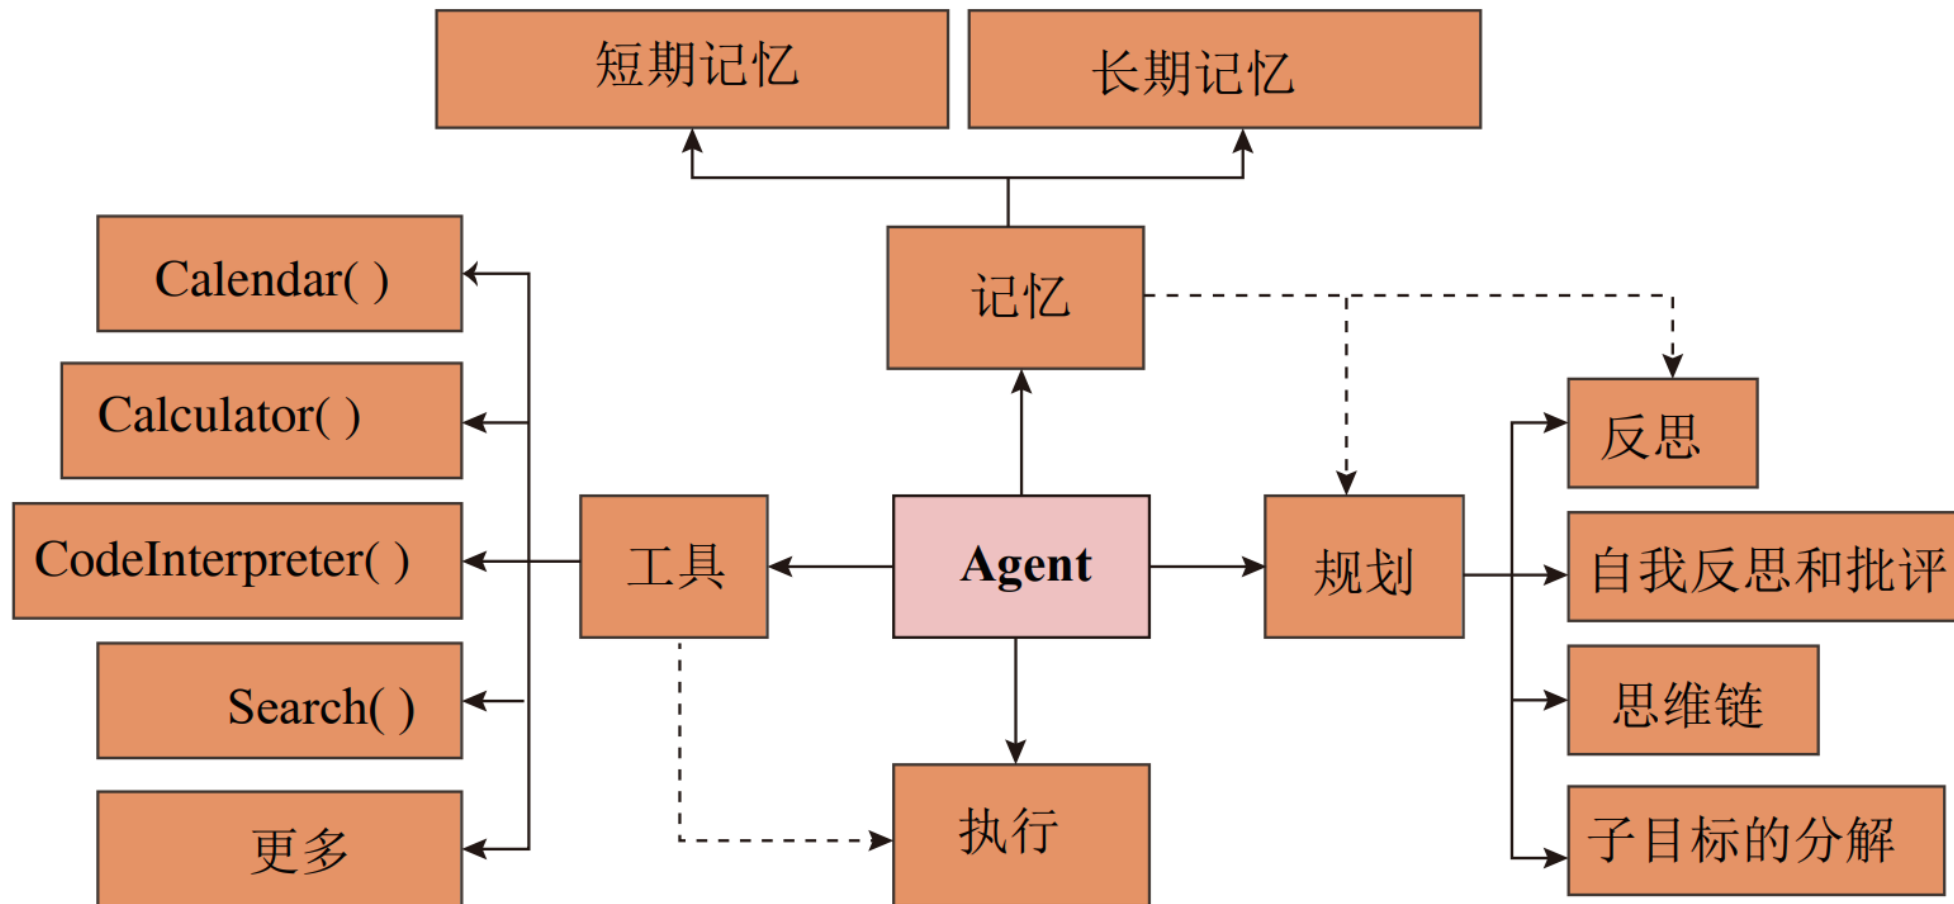 短期记忆
长期记忆
Calendar( )
记忆
Calculator( )
反思
CodeInterpreter( )
工具
Agent
规划
自我反思和批评
Search( )
思维链
更多
执行
子目标的分解